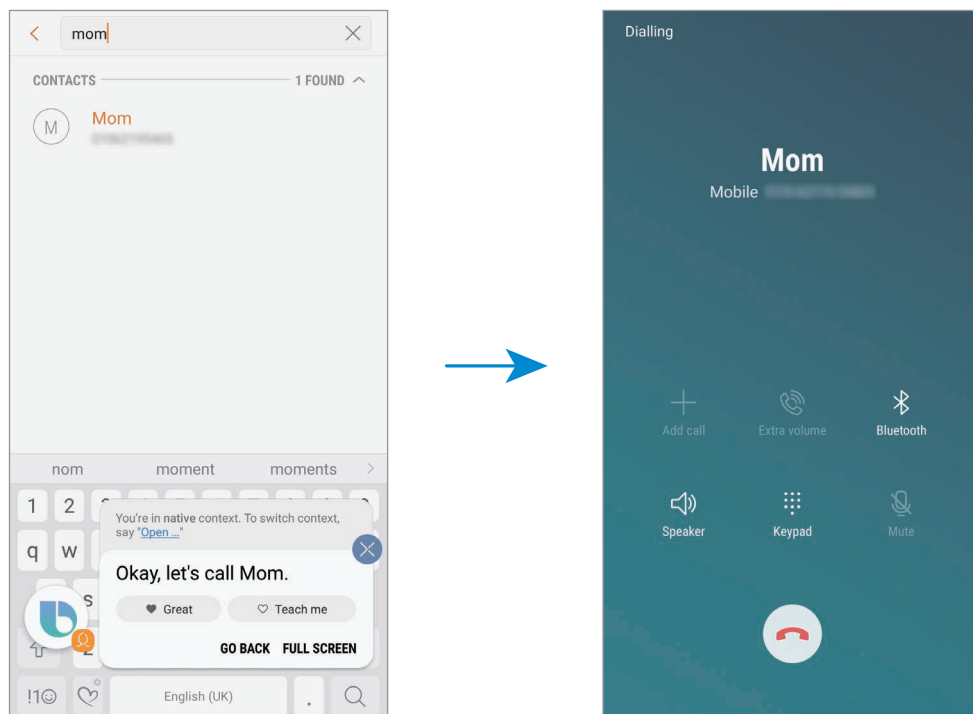 mom
CONTACTS 1 FOUND
M Mom
nom moment moments
1 2
q w
You're in native context. To switch context,
say "Open ..."
Okay, let's call Mom.
s
Great Teach me
GO BACK FULL SCREEN
!1☺ English (UK) .
Dialling
Mom
Mobile
Add call Extra volume Bluetooth
Speaker Keypad Mute